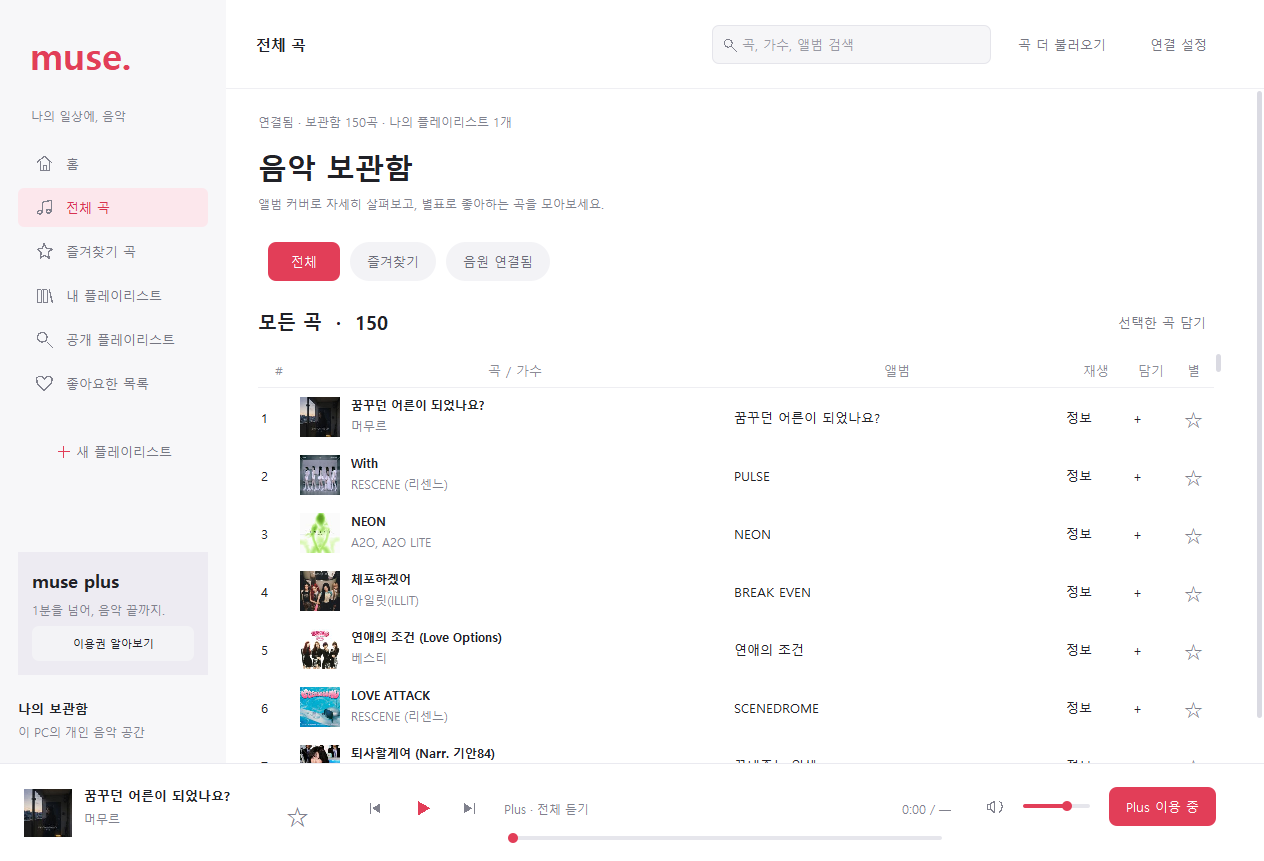 muse.
나의 일상에, 음악
홈
전체 곡
즐겨찾기 곡
내 플레이리스트
공개 플레이리스트
좋아요한 목록
+ 새 플레이리스트
muse plus
1분을 넘어, 음악 끝까지.
이용권 알아보기
나의 보관함
이 PC의 개인 음악 공간
전체 곡
곡, 가수, 앨범 검색
곡 더 불러오기
연결 설정
연결됨 · 보관함 150곡 · 나의 플레이리스트 1개
음악 보관함
앨범 커버로 자세히 살펴보고, 별표로 좋아하는 곡을 모아보세요.
전체 즐겨찾기 음원 연결됨
모든 곡 · 150 선택한 곡 담기
# 곡 / 가수 앨범 재생 담기 별
1 꿈꾸던 어른이 되었나요? 꿈꾸던 어른이 되었나요? 정보 + ☆
머무르
2 With PULSE 정보 + ☆
RESCENE (리센느)
3 NEON NEON 정보 + ☆
A2O, A2O LITE
4 체포하겠어 BREAK EVEN 정보 + ☆
아일릿(ILLIT)
5 연애의 조건 (Love Options) 연애의 조건 정보 + ☆
베스티
6 LOVE ATTACK SCENEDROME 정보 + ☆
RESCENE (리센느)
퇴사할게여 (Narr. 기안84)
꿈꾸던 어른이 되었나요?
머무르
☆
Plus · 전체 듣기
0:00 / —
Plus 이용 중